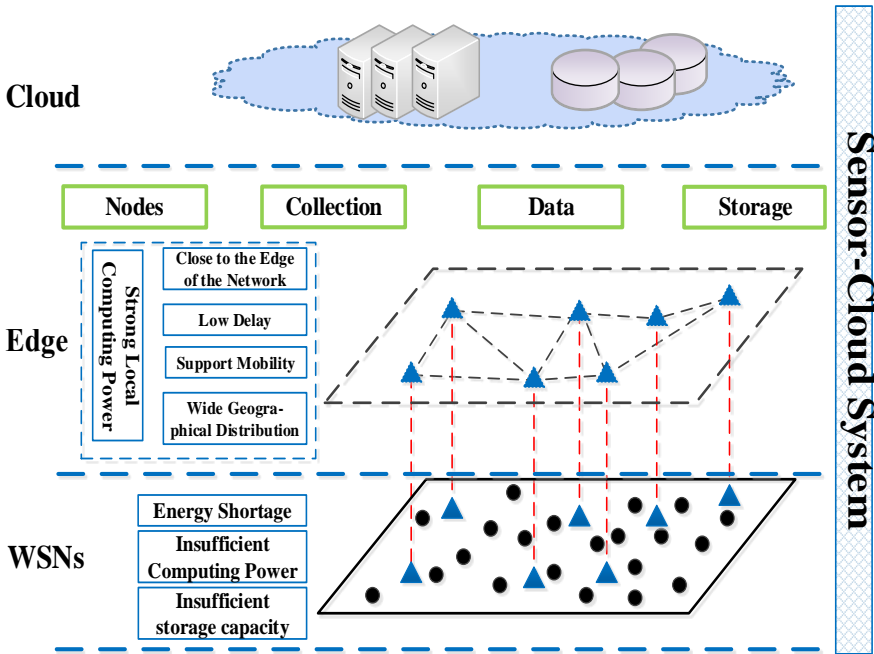 Cloud
Nodes
Collection
Data
Storage
Edge
Strong Local
Computing Power
Close to the Edge
of the Network
Low Delay
Support Mobility
Wide Geogra-
phical Distribution
WSNs
Energy Shortage
Insufficient
Computing Power
Insufficient
storage capacity
Sensor-Cloud System